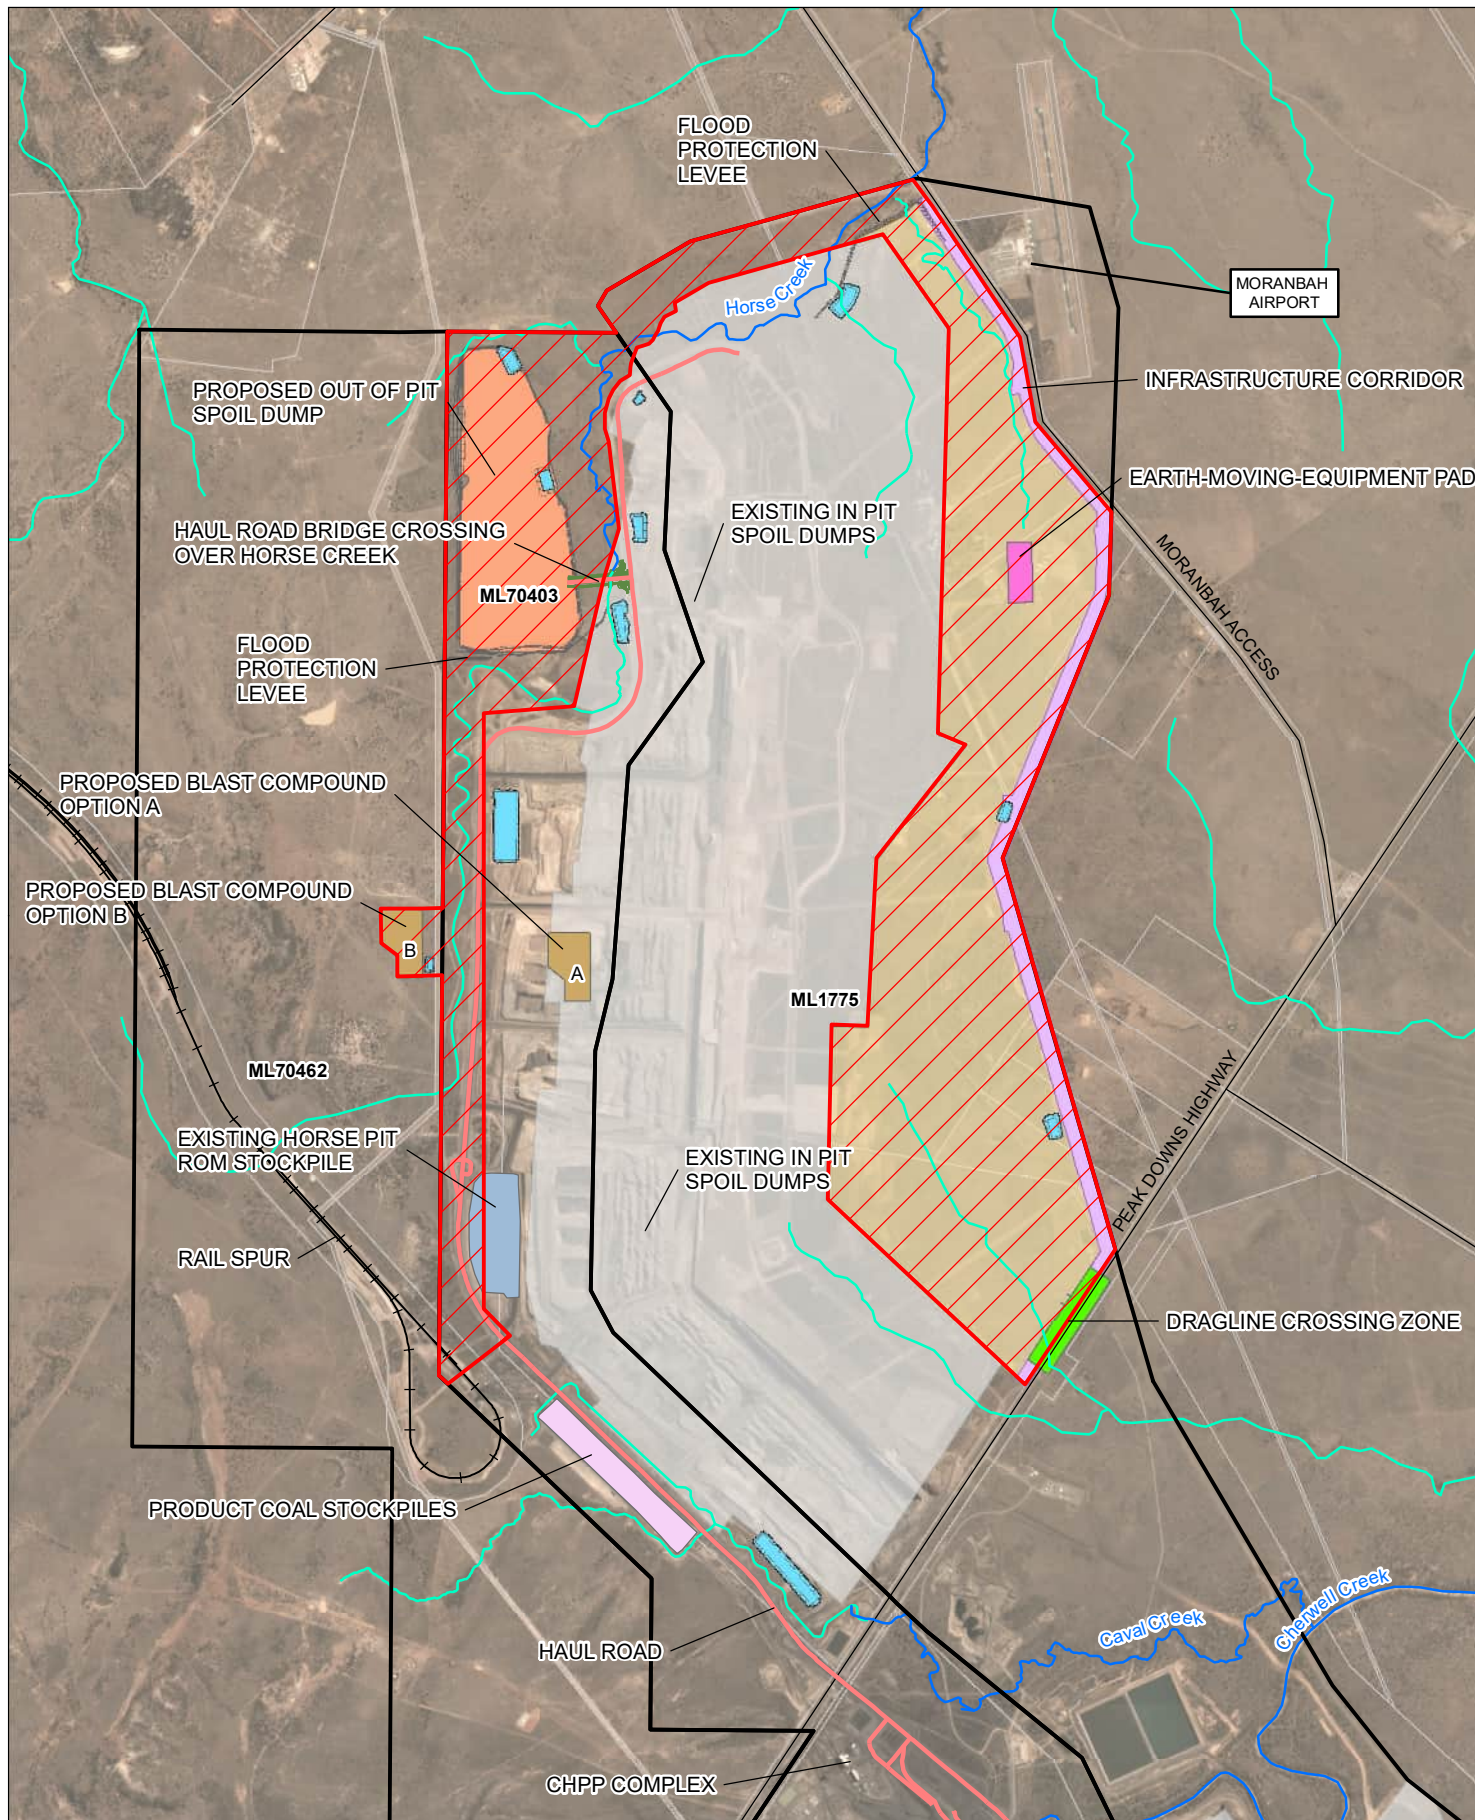 FLOOD
PROTECTION
LEVEE
Horse Creek
MORANBAH
AIRPORT
INFRASTRUCTURE CORRIDOR
PROPOSED OUT OF PIT
SPOIL DUMP
EARTH-MOVING-EQUIPMENT PAD
EXISTING IN PIT
SPOIL DUMPS
HAUL ROAD BRIDGE CROSSING
OVER HORSE CREEK
ML70403
MORANBAH ACCESS
FLOOD
PROTECTION
LEVEE
PROPOSED BLAST COMPOUND
OPTION A
PROPOSED BLAST COMPOUND
OPTION B
B
A
ML1775
ML70462
PEAK DOWNS HIGHWAY
EXISTING HORSE PIT
ROM STOCKPILE
EXISTING IN PIT
SPOIL DUMPS
RAIL SPUR
DRAGLINE CROSSING ZONE
PRODUCT COAL STOCKPILES
Caval Creek
Cherwell Creek
HAUL ROAD
CHPP COMPLEX